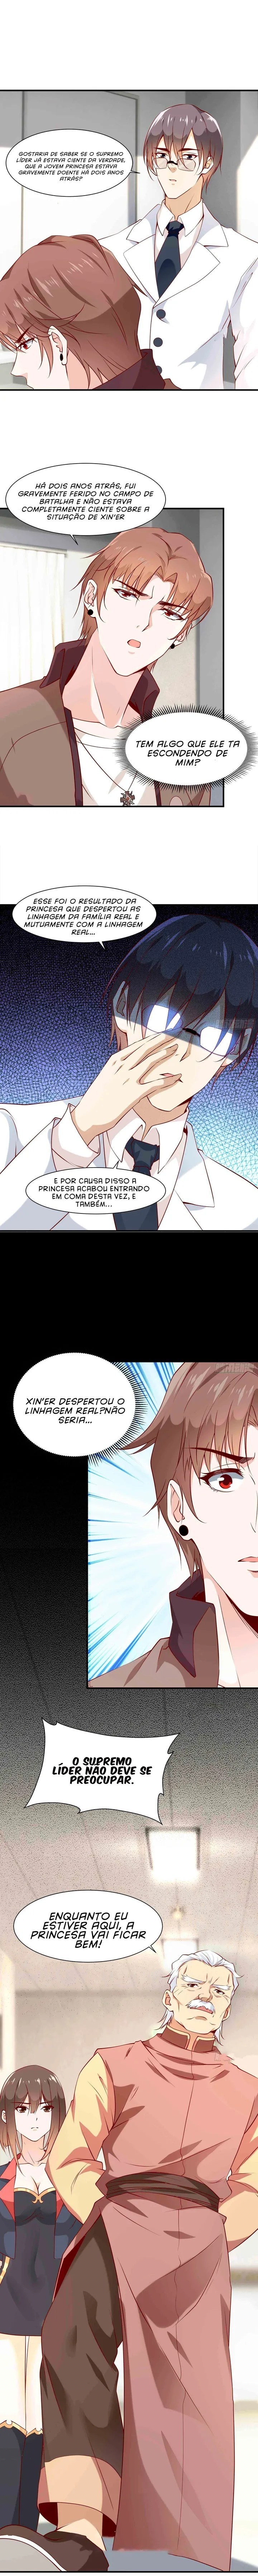 GOSTARIA DE SABER SE O SUPREMO
LÍDER JÁ ESTAVA CIENTE DA VERDADE,
QUE A JOVEM PRINCESA ESTAVA
GRAVEMENTE DOENTE HÁ DOIS ANOS
ATRÁS?
HÁ DOIS ANOS ATRÁS, FUI
GRAVEMENTE FERIDO NO CAMPO DE
BATALHA E NÃO ESTAVA
COMPLETAMENTE CIENTE SOBRE A
SITUAÇÃO DE XIN'ER
TEM ALGO QUE ELE TA
ESCONDENDO DE
MIM?
ESSE FOI O RESULTADO DA
PRINCESA QUE DESPERTOU AS
LINHAGEM DA FAMÍLIA REAL E
MUTUAMENTE COM A LINHAGEM
REAL...
E POR CAUSA DISSO A
PRINCESA ACABOU ENTRANDO
EM COMA DESTA VEZ, E
TAMBÉM...
XIN'ER DESPERTOU O
LINHAGEM REAL?NÃO
SERIA...
O SUPREMO
LÍDER NÃO DEVE SE
PREOCUPAR.
ENQUANTO EU
ESTIVER AQUI, A
PRINCESA VAI FICAR
BEM!